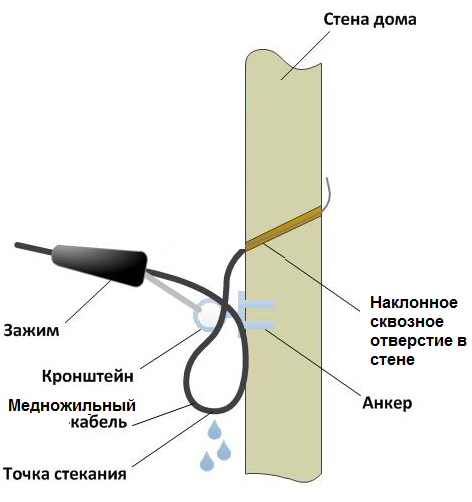 Стена дома
Наклонное
сквозное
отверстие в
стене
Зажим
Кронштейн
Анкер
Медножильный
кабель
Точка стекания